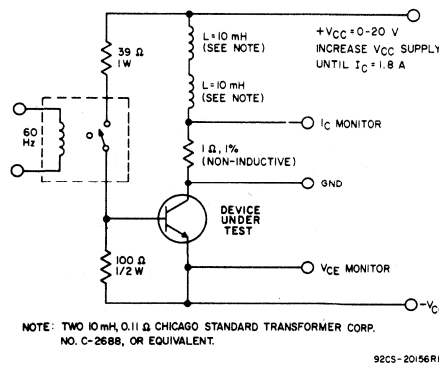 +VCC = 0-20 V
INCREASE VCC SUPPLY
UNTIL IC = 1.8 A
39 Ω
1W
L = 10 mH
(SEE NOTE)
L = 10 mH
(SEE NOTE)
IC MONITOR
60
Hz
1Ω, 1%
(NON-INDUCTIVE)
GND
DEVICE
UNDER
TEST
100 Ω
1/2 W
VCE MONITOR
-VC
NOTE: TWO 10 mH, 0.11 Ω CHICAGO STANDARD TRANSFORMER CORP.
NO. C-2688, OR EQUIVALENT.
92CS-20156R1